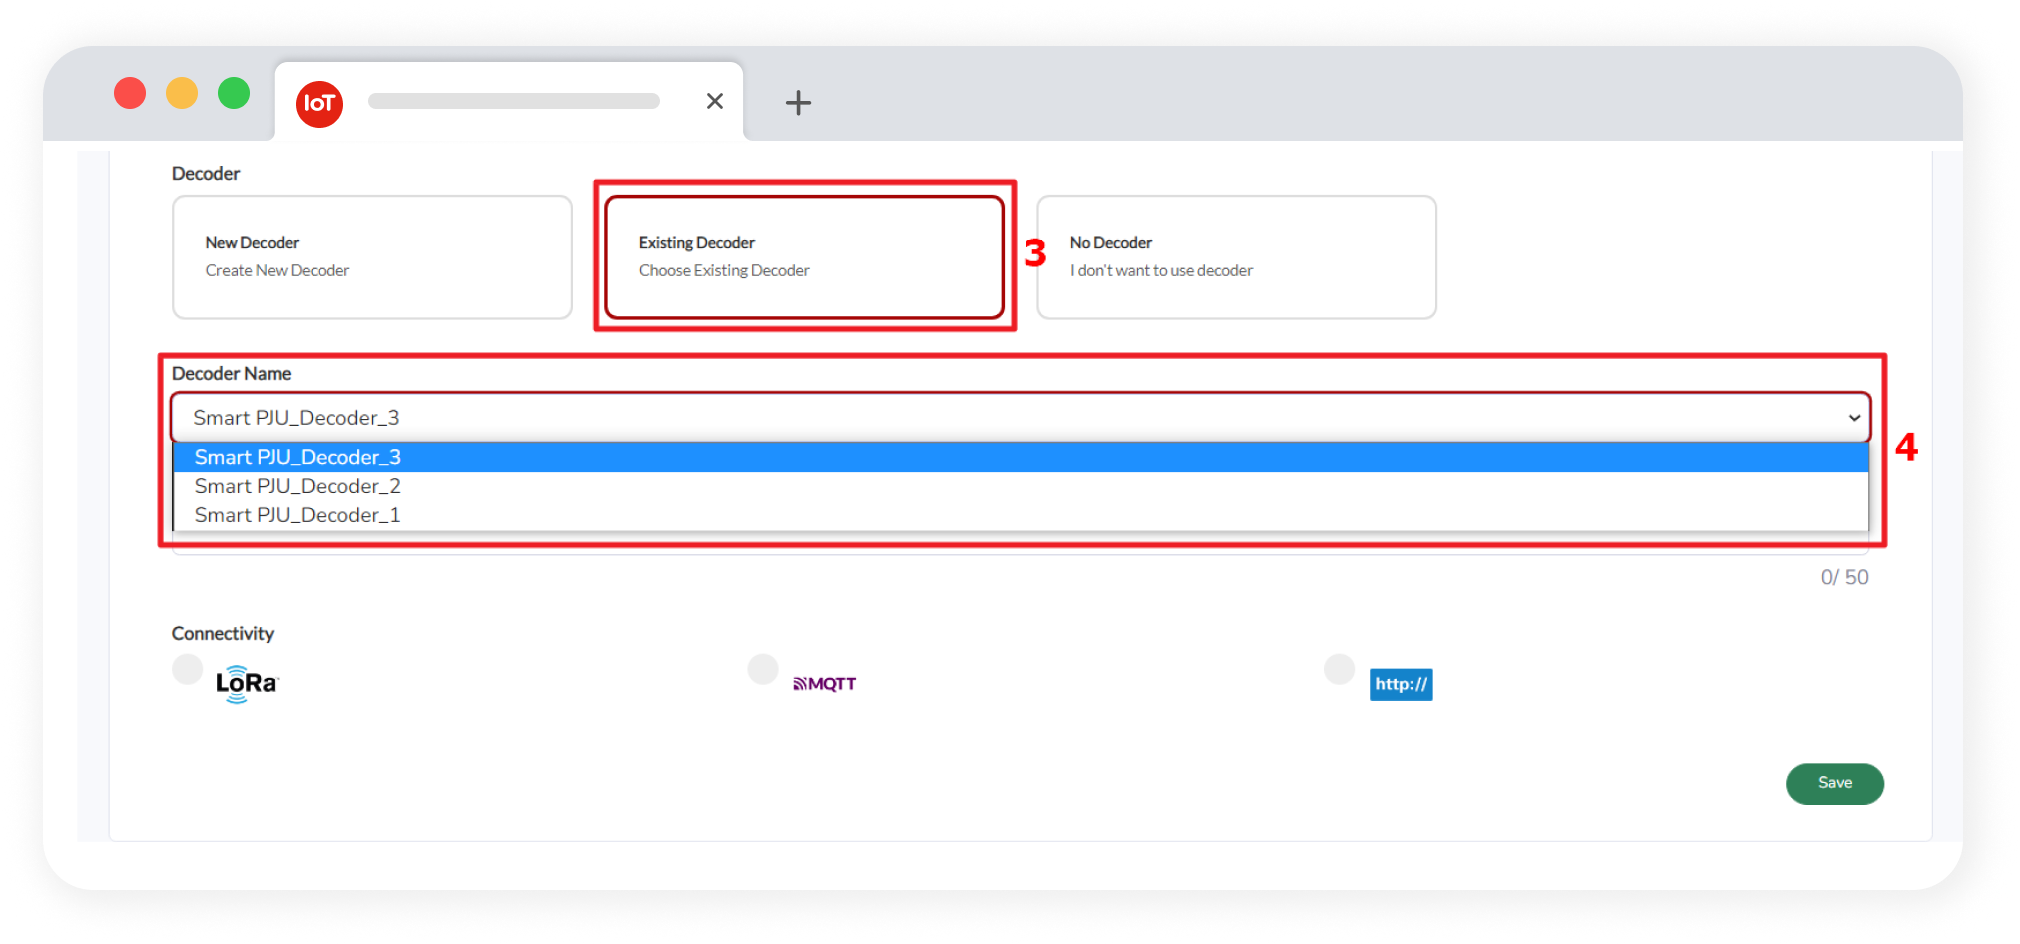 IoT
Decoder
New Decoder
Create New Decoder
Existing Decoder
Choose Existing Decoder
3
No Decoder
I don't want to use decoder
Decoder Name
Smart PJU_Decoder_3
Smart PJU_Decoder_3
Smart PJU_Decoder_2
Smart PJU_Decoder_1
4
0/ 50
Connectivity
LoRa
MQTT
http://
Save